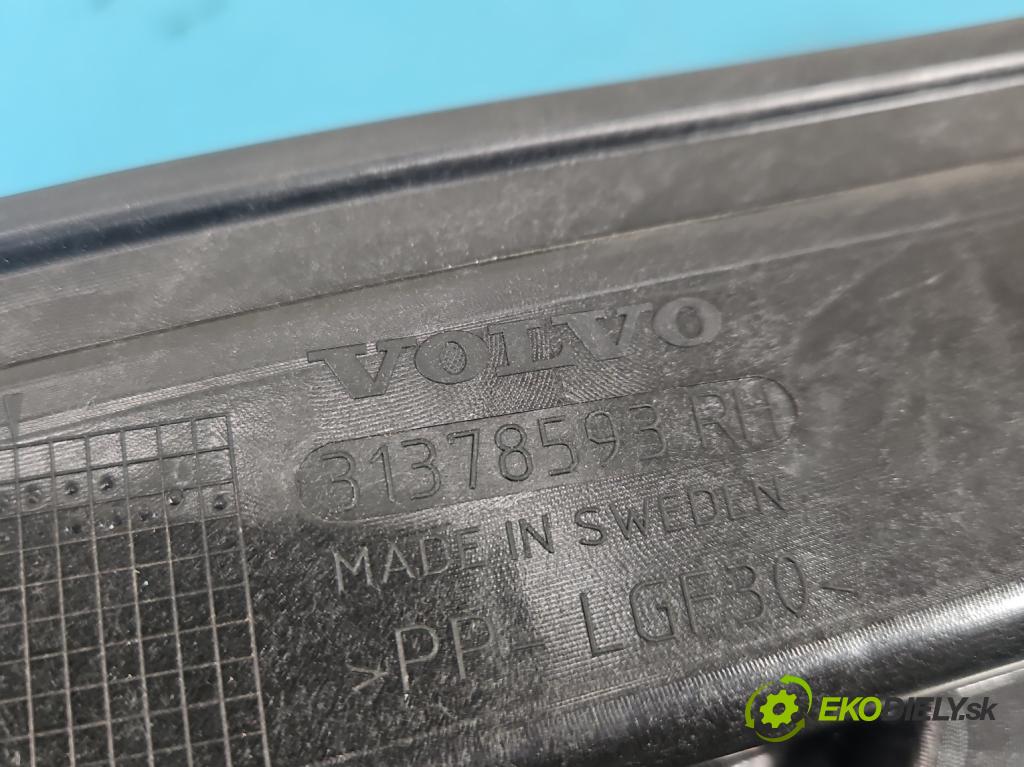 VOLVO
31378593 RH
MADE IN SWEDEN
>PP- LGF30<
EKODIELY.sk